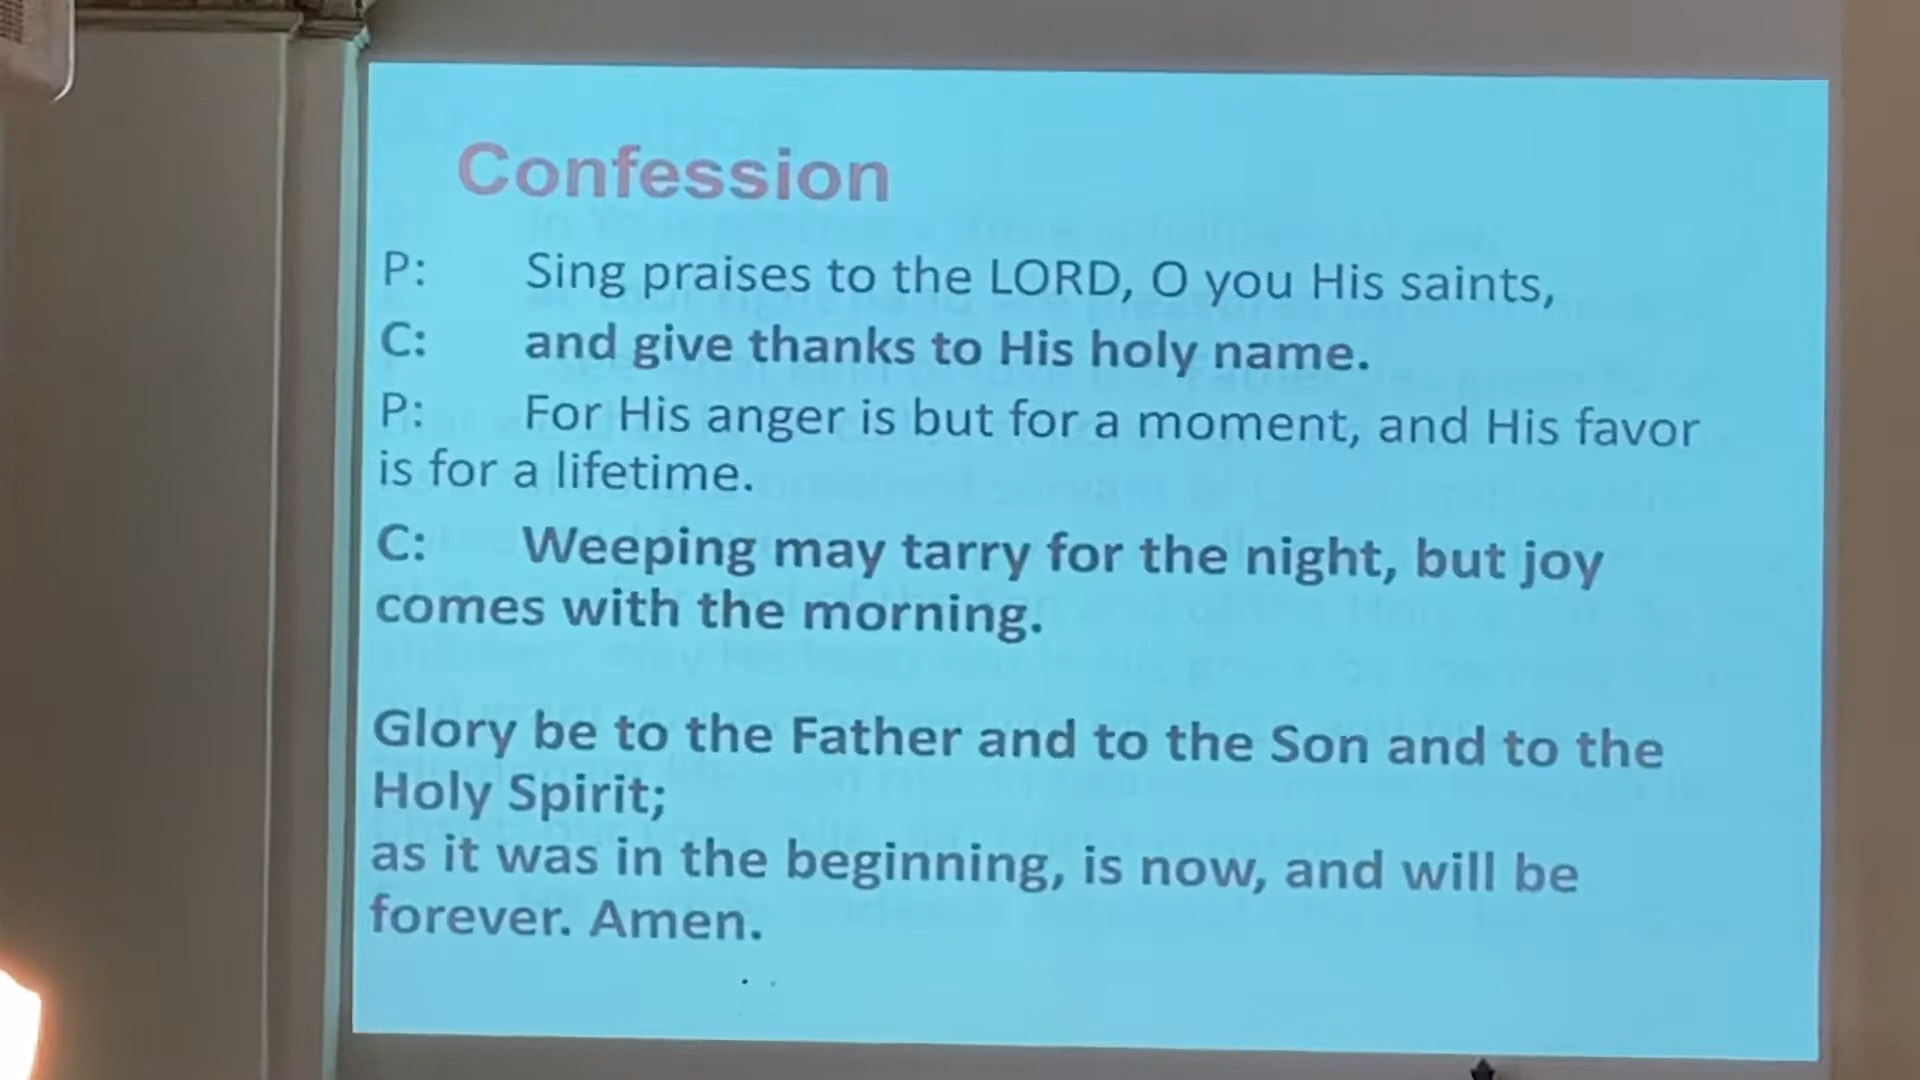 Confession
P: Sing praises to the LORD, O you His saints,
C: and give thanks to His holy name.
P: For His anger is but for a moment, and His favor
is for a lifetime.
C: Weeping may tarry for the night, but joy
comes with the morning.
Glory be to the Father and to the Son and to the
Holy Spirit;
as it was in the beginning, is now, and will be
forever. Amen.